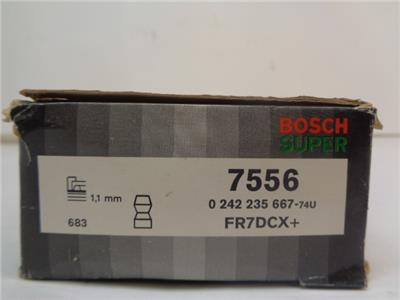 BOSCH
SUPER
7556
1,1 mm
0 242 235 667-74U
683
FR7DCX+